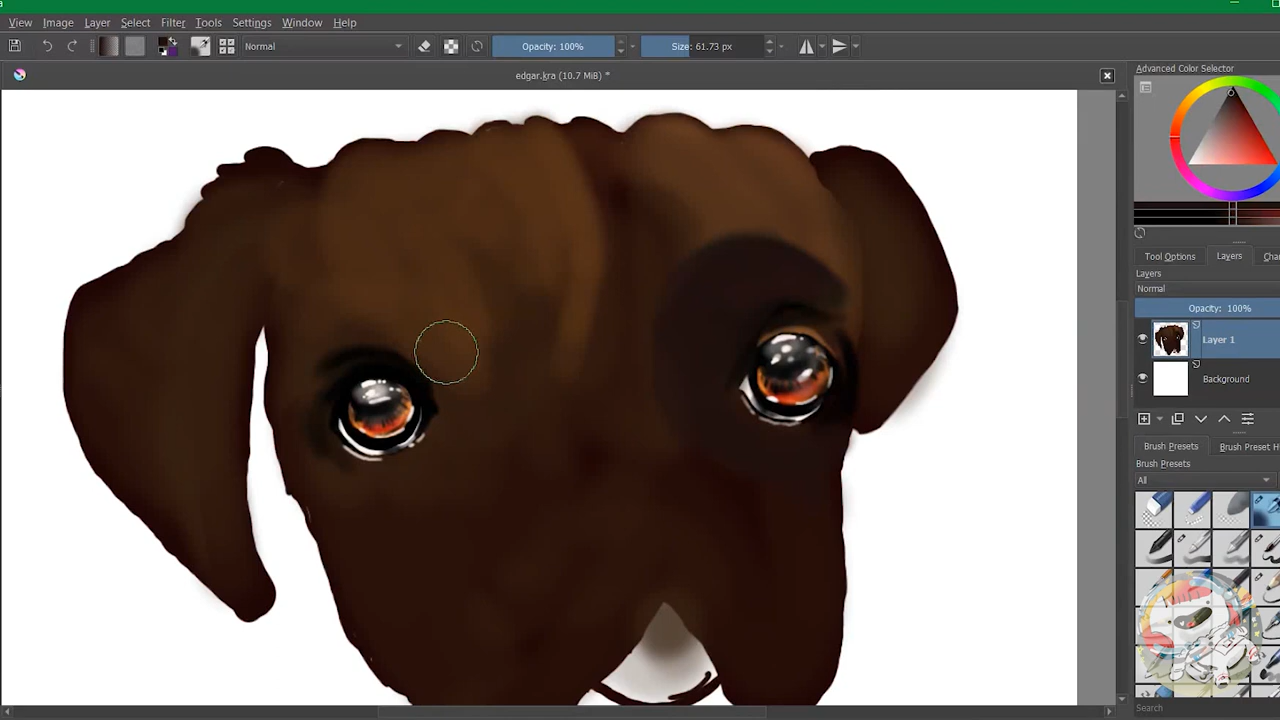 View Image Layer Select Filter Tools Settings Window Help
Normal Opacity: 100% Size: 61.73 px
edgar.kra (10.7 MiB) *
Advanced Color Selector
Tool Options Layers
Layers
Normal
Opacity: 100%
Layer 1
Background
Brush Presets Brush Preset H
Brush Presets
All
Search